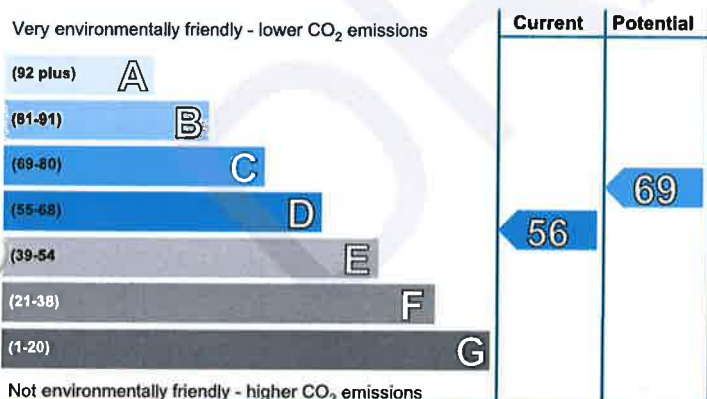 Very environmentally friendly - lower CO₂ emissions
Current Potential
(92 plus) A
(81-91) B
(69-80) C
69
(55-68) D
56
(39-54 E
(21-38) F
(1-20) G
Not environmentally friendly - higher CO₂ emissions